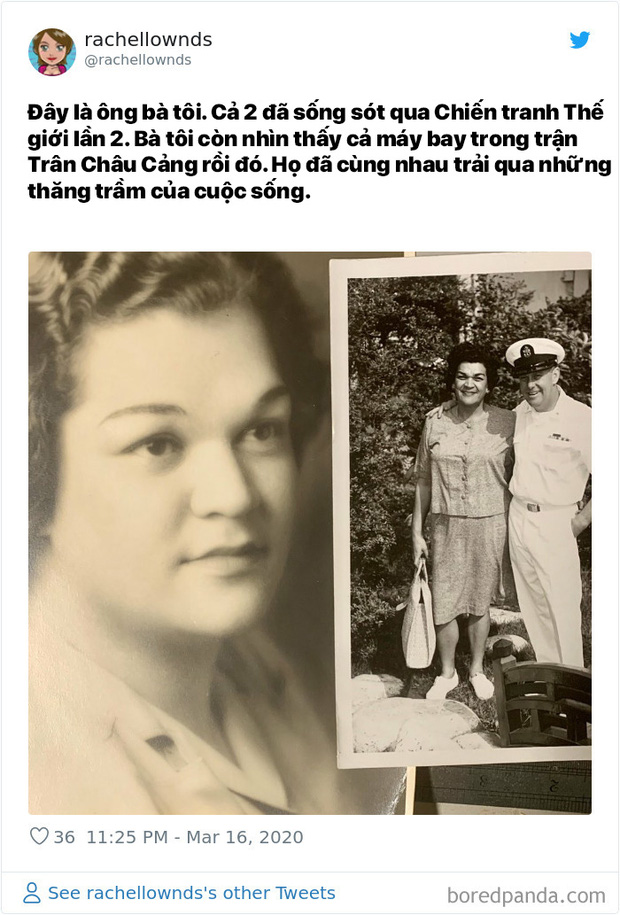 rachellownds
@rachellownds
Đây là ông bà tôi. Cả 2 đã sống sót qua Chiến tranh Thế
giới lần 2. Bà tôi còn nhìn thấy cả máy bay trong trận
Trân Châu Cảng rồi đó. Họ đã cùng nhau trải qua những
thăng trầm của cuộc sống.
36 11:25 PM - Mar 16, 2020
See rachellownds's other Tweets
boredpanda.com